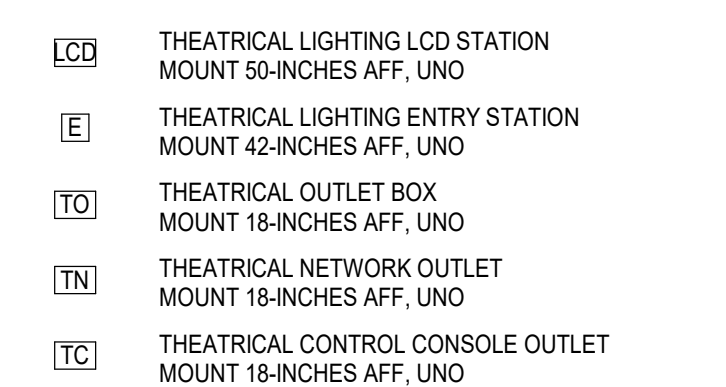 LCD THEATRICAL LIGHTING LCD STATION
MOUNT 50-INCHES AFF, UNO
E THEATRICAL LIGHTING ENTRY STATION
MOUNT 42-INCHES AFF, UNO
TO THEATRICAL OUTLET BOX
MOUNT 18-INCHES AFF, UNO
TN THEATRICAL NETWORK OUTLET
MOUNT 18-INCHES AFF, UNO
TC THEATRICAL CONTROL CONSOLE OUTLET
MOUNT 18-INCHES AFF, UNO